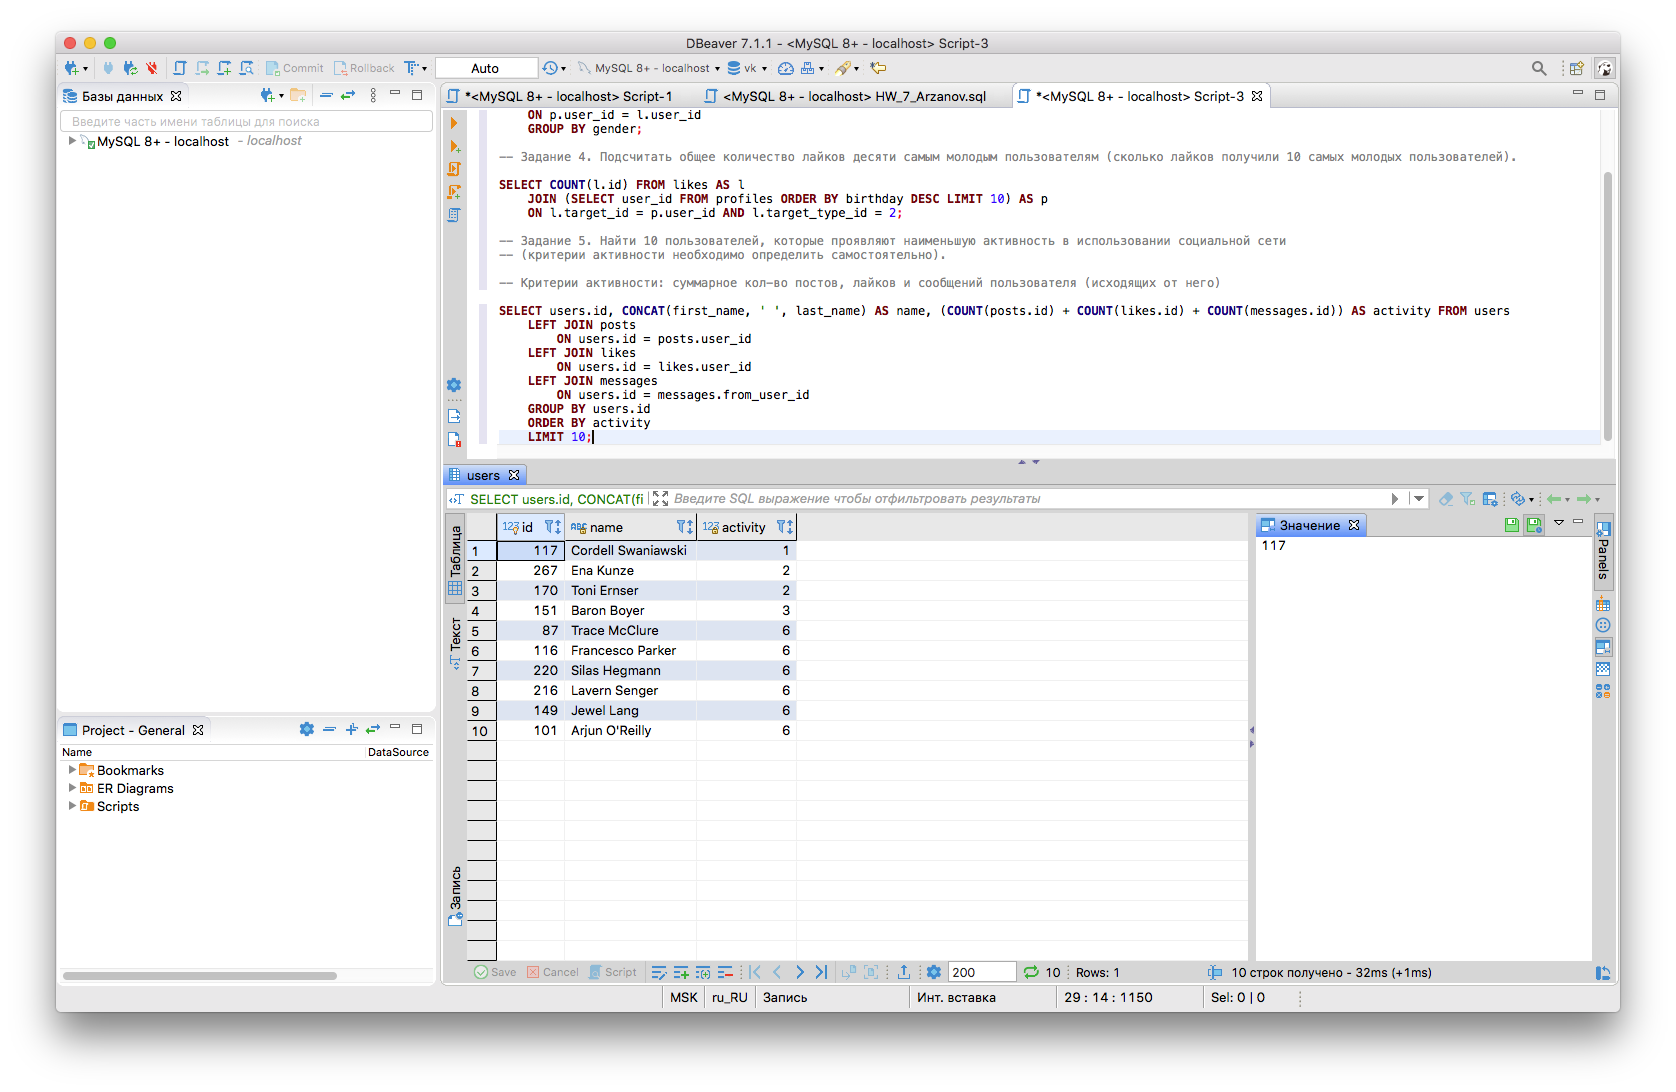 DBeaver 7.1.1 - <MySQL 8+ - localhost> Script-3
Commit
Rollback
Auto
MySQL 8+ - localhost
vk
Базы данных
Введите часть имени таблицы для поиска
MySQL 8+ - localhost - localhost
*<MySQL 8+ - localhost> Script-1
<MySQL 8+ - localhost> HW_7_Arzanov.sql
*<MySQL 8+ - localhost> Script-3
ON p.user_id = l.user_id
GROUP BY gender;
-- Задание 4. Подсчитать общее количество лайков десяти самым молодым пользователям (сколько лайков получили 10 самых молодых пользователей).
SELECT COUNT(l.id) FROM likes AS l
JOIN (SELECT user_id FROM profiles ORDER BY birthday DESC LIMIT 10) AS p
ON l.target_id = p.user_id AND l.target_type_id = 2;
-- Задание 5. Найти 10 пользователей, которые проявляют наименьшую активность в использовании социальной сети
-- (критерии активности необходимо определить самостоятельно).
-- Критерии активности: суммарное кол-во постов, лайков и сообщений пользователя (исходящих от него)
SELECT users.id, CONCAT(first_name, ' ', last_name) AS name, (COUNT(posts.id) + COUNT(likes.id) + COUNT(messages.id)) AS activity FROM users
LEFT JOIN posts
ON users.id = posts.user_id
LEFT JOIN likes
ON users.id = likes.user_id
LEFT JOIN messages
ON users.id = messages.from_user_id
GROUP BY users.id
ORDER BY activity
LIMIT 10;
users
SELECT users.id, CONCAT(fi
Введите SQL выражение чтобы отфильтровать результаты
Таблица
Текст
Запись
123 id ABC name 123 activity
1 117 Cordell Swaniawski 1
2 267 Ena Kunze 2
3 170 Toni Ernser 2
4 151 Baron Boyer 3
5 87 Trace McClure 6
6 116 Francesco Parker 6
7 220 Silas Hegmann 6
8 216 Lavern Senger 6
9 149 Jewel Lang 6
10 101 Arjun O'Reilly 6
Значение
117
Panels
Project - General
Name DataSource
Bookmarks
ER Diagrams
Scripts
Save Cancel Script 200 10 Rows: 1 10 строк получено - 32ms (+1ms)
MSK ru_RU Запись Инт. вставка 29 : 14 : 1150 Sel: 0 | 0